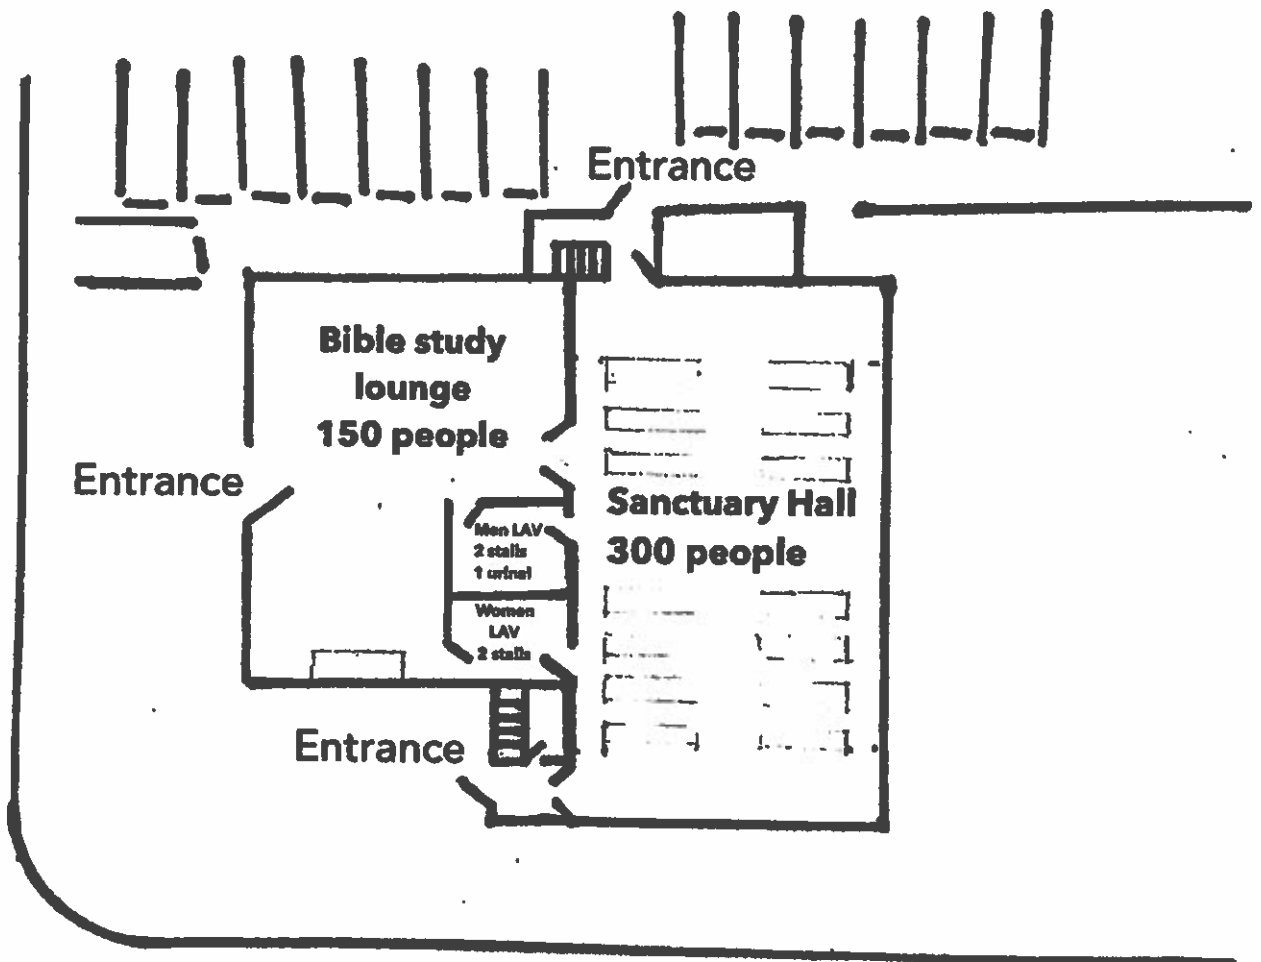 Entrance
Bible study
lounge
150 people
Entrance
Sanctuary Hall
300 people
Men LAV
2 stalls
1 urinal
Women
LAV
2 stalls
Entrance